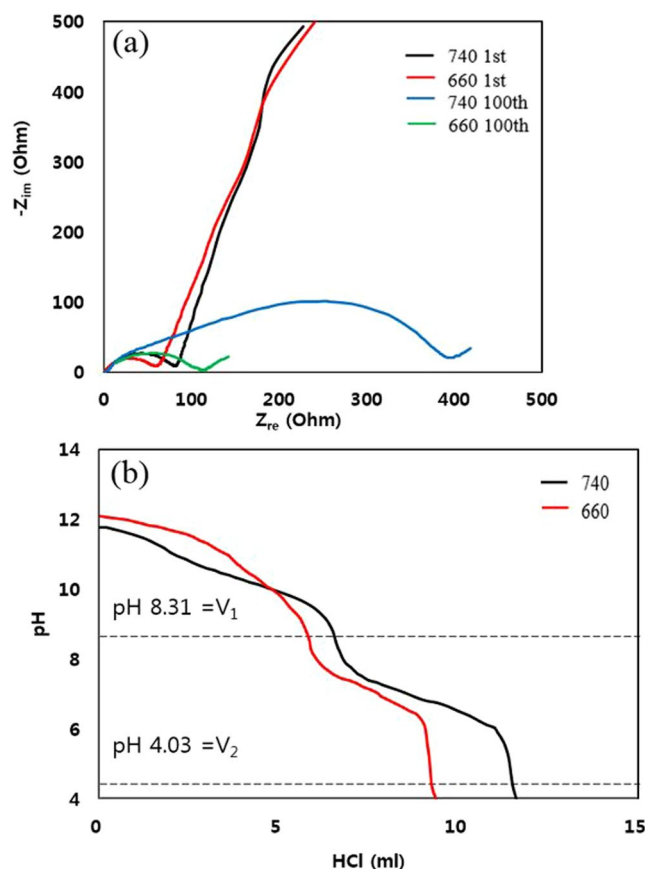 (a)
500
400
300
200
100
0
-Zim (Ohm)
740 1st
660 1st
740 100th
660 100th
0 100 200 300 400 500
Zre (Ohm)
(b)
14
12
10
8
6
4
pH
740
660
pH 8.31 =V1
pH 4.03 =V2
0 5 10 15
HCl (ml)